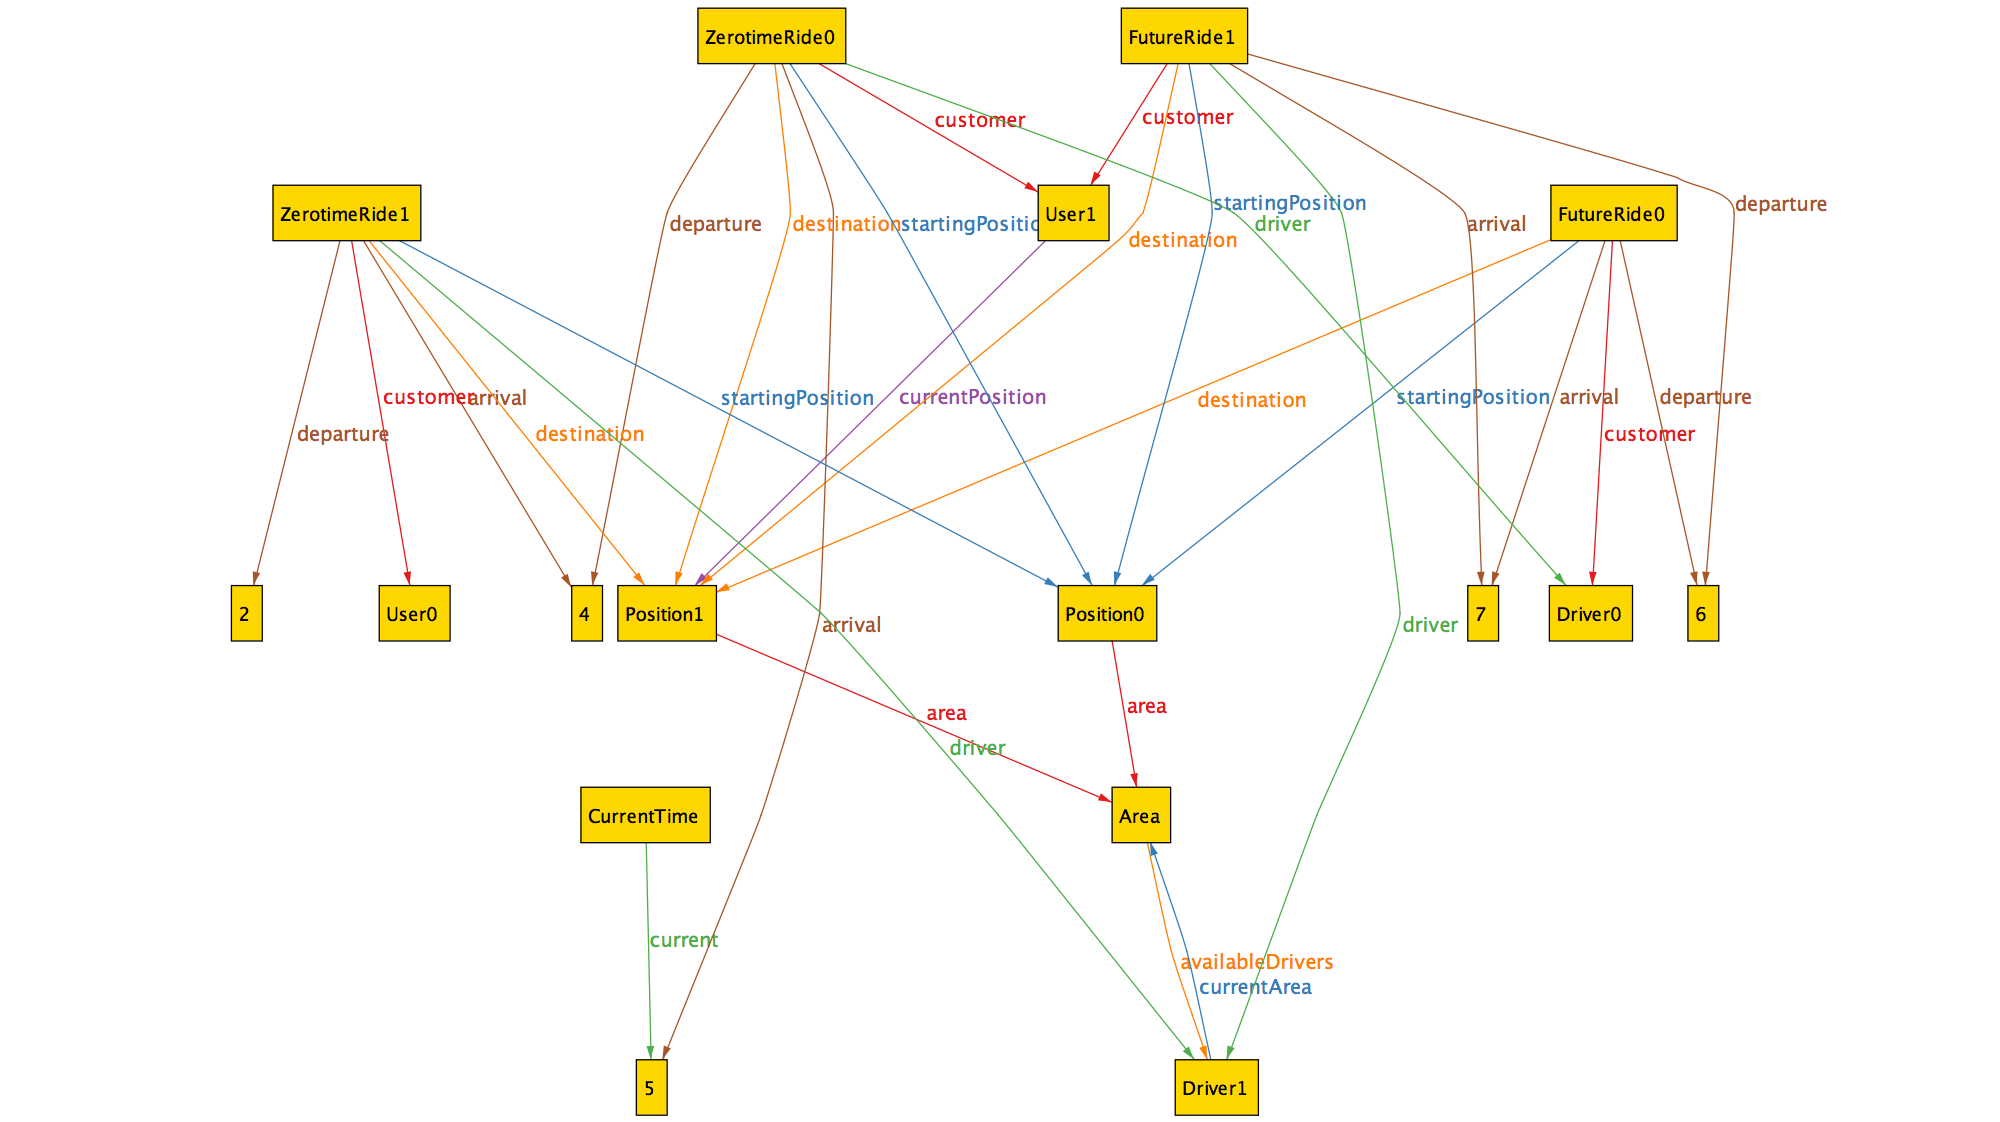 ZerotimeRide0
FutureRide1
customer
customer
ZerotimeRide1
User1
FutureRide0
departure
destination
startingPositio
destination
startingPosition
driver
arrival
departure
customer
arrival
departure
destination
startingPosition
currentPosition
destination
startingPosition
arrival
customer
departure
2
User0
4
Position1
arrival
Position0
driver
7
Driver0
6
area
area
driver
CurrentTime
Area
current
availableDrivers
currentArea
5
Driver1